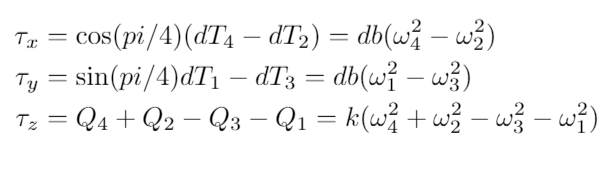 τ_x = cos(pi/4)(dT_4 − dT_2) = db(ω_4^2 − ω_2^2)
τ_y = sin(pi/4)dT_1 − dT_3 = db(ω_1^2 − ω_3^2)
τ_z = Q_4 + Q_2 − Q_3 − Q_1 = k(ω_4^2 + ω_2^2 − ω_3^2 − ω_1^2)